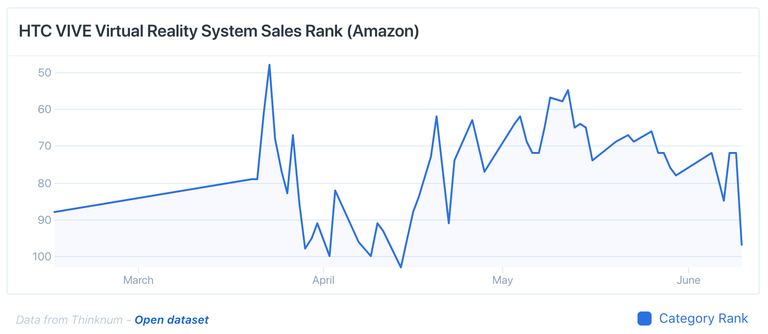 HTC VIVE Virtual Reality System Sales Rank (Amazon)
50
60
70
80
90
100
March April May June
Data from Thinknum – Open dataset
Category Rank